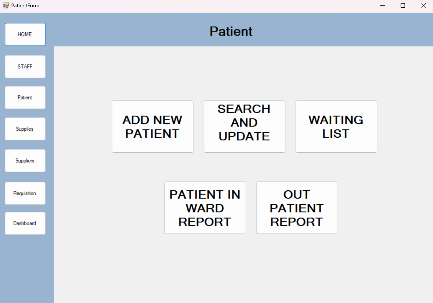 PatientForm
Patient
HOME
STAFF
Patient
Supplies
Suppliers
Requisition
Dashboard
ADD NEW
PATIENT
SEARCH
AND
UPDATE
WAITING
LIST
PATIENT IN
WARD
REPORT
OUT
PATIENT
REPORT